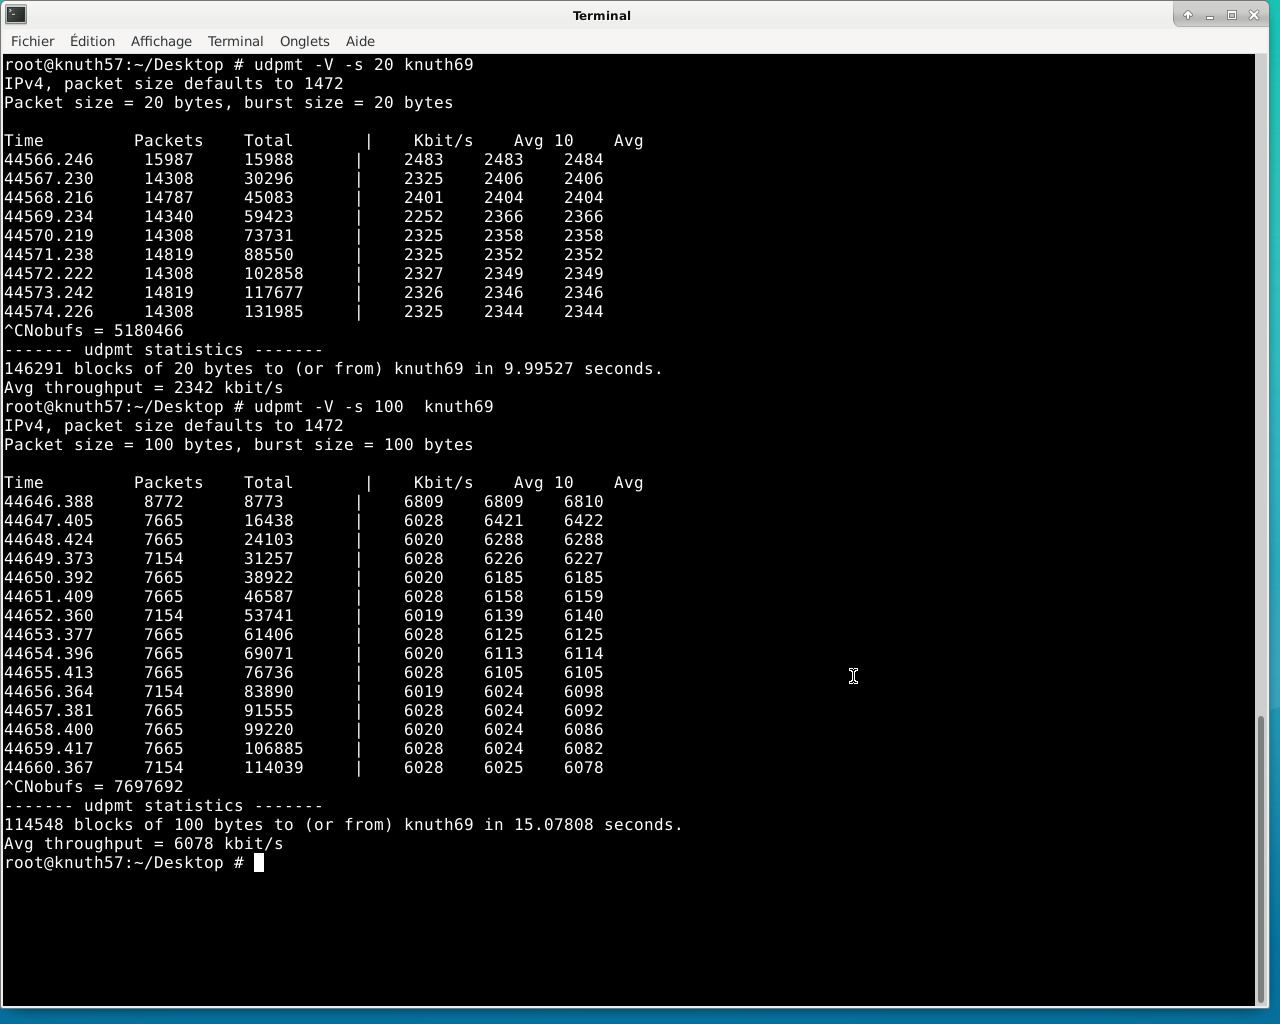 Terminal
Fichier Édition Affichage Terminal Onglets Aide
root@knuth57:~/Desktop # udpmt -V -s 20 knuth69
IPv4, packet size defaults to 1472
Packet size = 20 bytes, burst size = 20 bytes
Time Packets Total | Kbit/s Avg 10 Avg
44566.246 15987 15988 | 2483 2483 2484
44567.230 14308 30296 | 2325 2406 2406
44568.216 14787 45083 | 2401 2404 2404
44569.234 14340 59423 | 2252 2366 2366
44570.219 14308 73731 | 2325 2358 2358
44571.238 14819 88550 | 2325 2352 2352
44572.222 14308 102858 | 2327 2349 2349
44573.242 14819 117677 | 2326 2346 2346
44574.226 14308 131985 | 2325 2344 2344
^CNobufs = 5180466
------- udpmt statistics -------
146291 blocks of 20 bytes to (or from) knuth69 in 9.99527 seconds.
Avg throughput = 2342 kbit/s
root@knuth57:~/Desktop # udpmt -V -s 100  knuth69
IPv4, packet size defaults to 1472
Packet size = 100 bytes, burst size = 100 bytes
Time Packets Total | Kbit/s Avg 10 Avg
44646.388 8772 8773 | 6809 6809 6810
44647.405 7665 16438 | 6028 6421 6422
44648.424 7665 24103 | 6020 6288 6288
44649.373 7154 31257 | 6028 6226 6227
44650.392 7665 38922 | 6020 6185 6185
44651.409 7665 46587 | 6028 6158 6159
44652.360 7154 53741 | 6019 6139 6140
44653.377 7665 61406 | 6028 6125 6125
44654.396 7665 69071 | 6020 6113 6114
44655.413 7665 76736 | 6028 6105 6105
44656.364 7154 83890 | 6019 6024 6098
44657.381 7665 91555 | 6028 6024 6092
44658.400 7665 99220 | 6020 6024 6086
44659.417 7665 106885 | 6028 6024 6082
44660.367 7154 114039 | 6028 6025 6078
^CNobufs = 7697692
------- udpmt statistics -------
114548 blocks of 100 bytes to (or from) knuth69 in 15.07808 seconds.
Avg throughput = 6078 kbit/s
root@knuth57:~/Desktop #